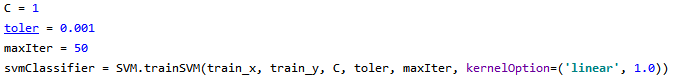 C = 1
toler = 0.001
maxIter = 50
svmClassifier = SVM.trainSVM(train_x, train_y, C, toler, maxIter, kernelOption=('linear', 1.0))